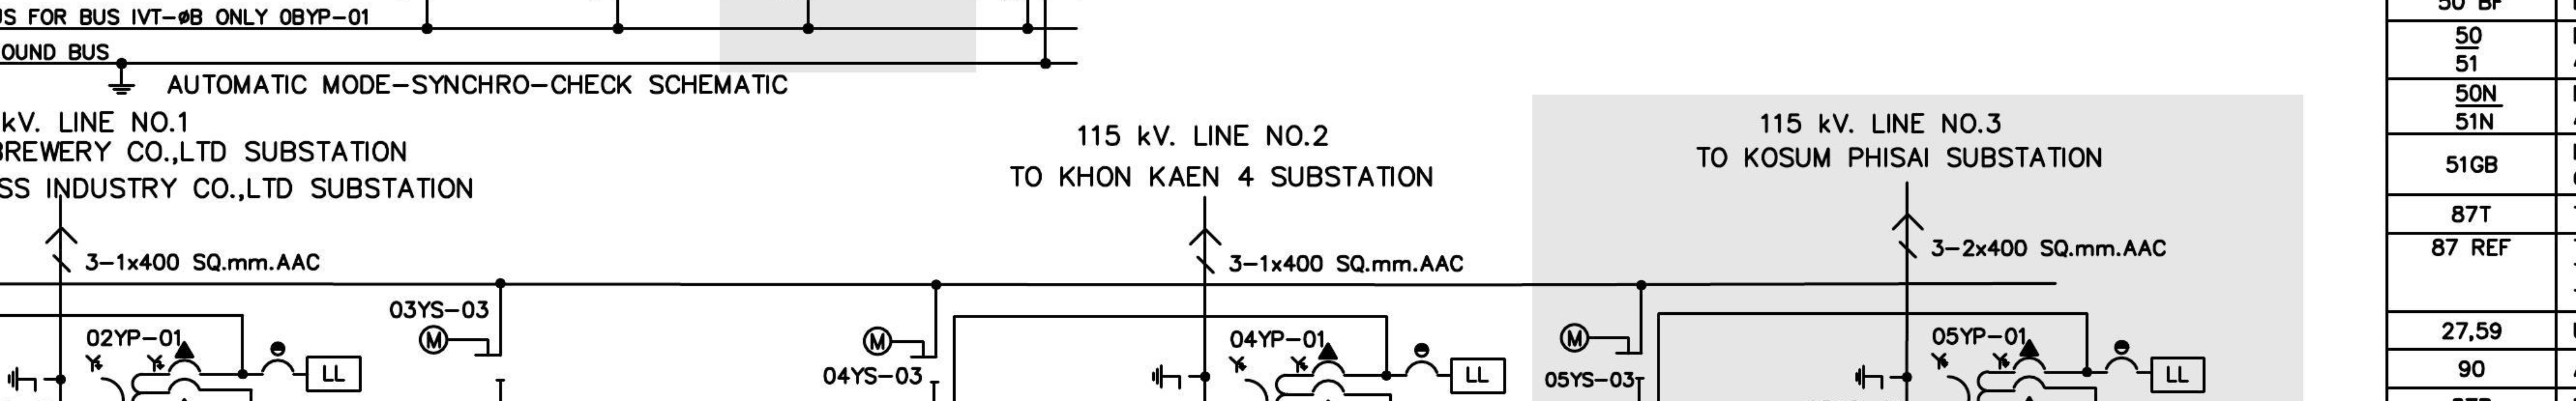 S FOR BUS IVT-øB ONLY 0BYP-01
OUND BUS
AUTOMATIC MODE-SYNCHRO-CHECK SCHEMATIC
kV. LINE NO.1
BREWERY CO.,LTD SUBSTATION
SS INDUSTRY CO.,LTD SUBSTATION
3-1x400 SQ.mm.AAC
115 kV. LINE NO.2
TO KHON KAEN 4 SUBSTATION
3-1x400 SQ.mm.AAC
115 kV. LINE NO.3
TO KOSUM PHISAI SUBSTATION
3-2x400 SQ.mm.AAC
02YP-01
LL
03YS-03
M
M
04YS-03
04YP-01
LL
M
05YS-03
05YP-01
LL
50 BF
50
51
50N
51N
51GB
87T
87 REF
27,59
90